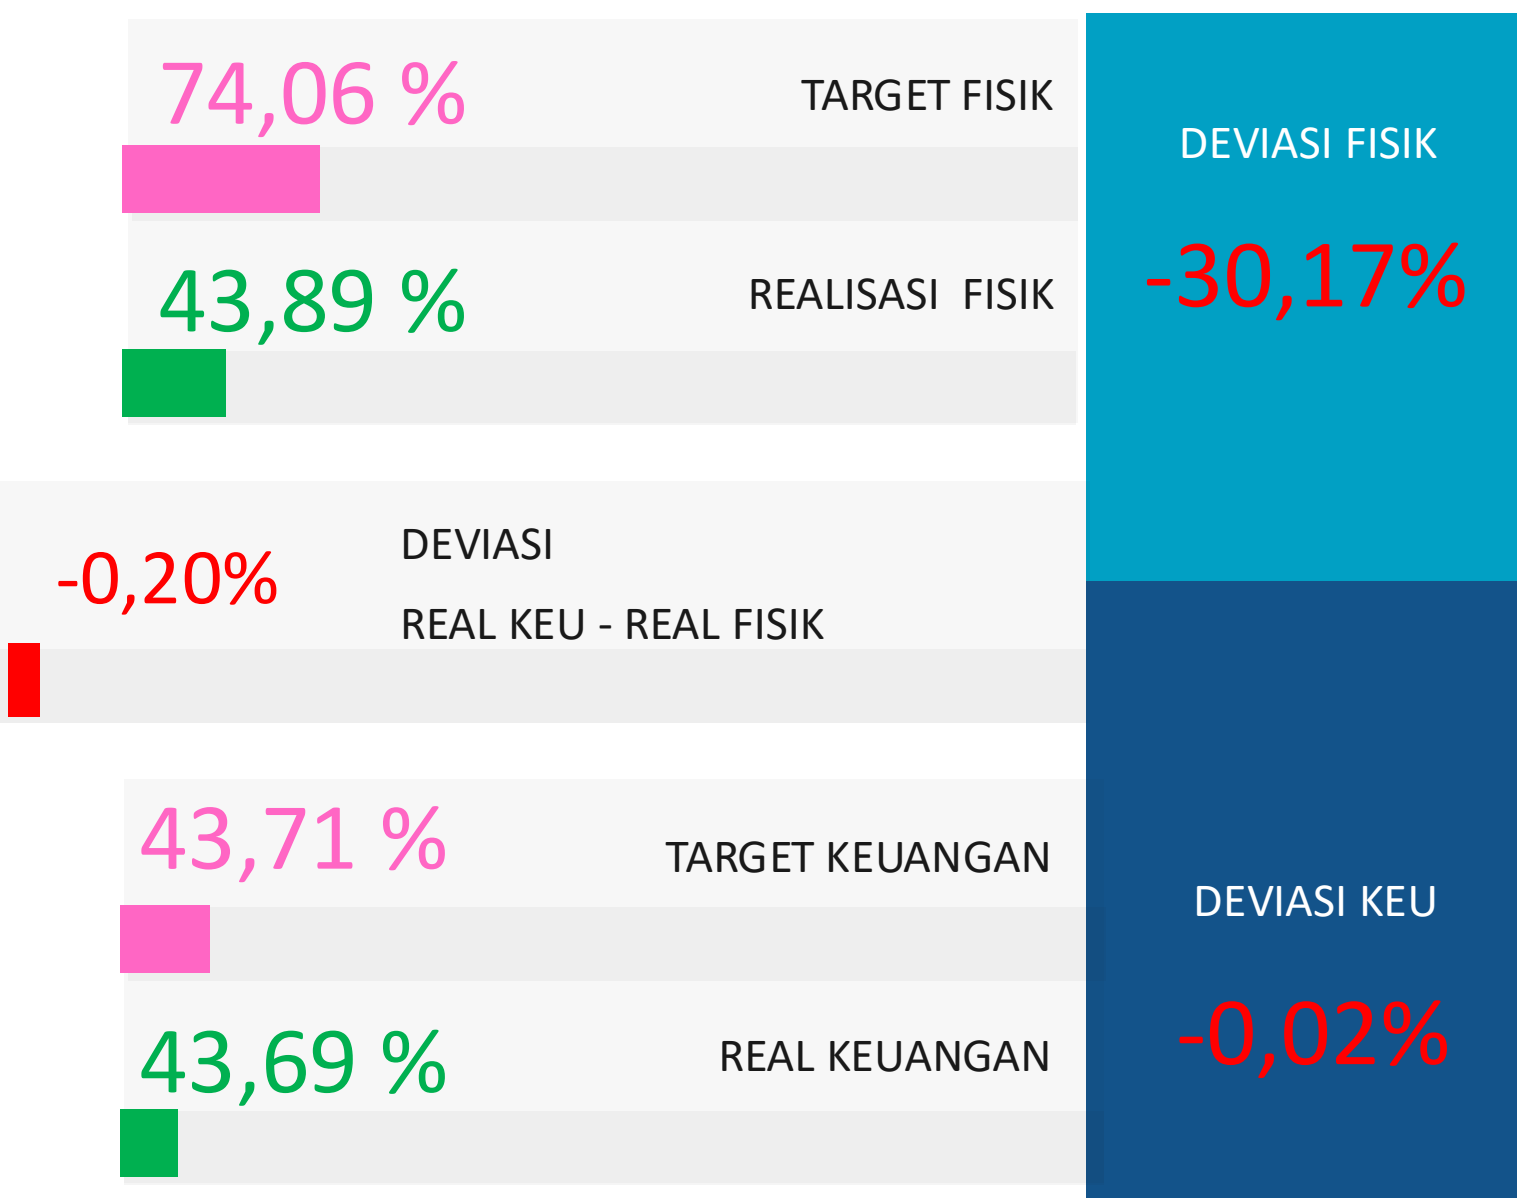 74,06 %
TARGET FISIK
43,89 %
REALISASI  FISIK
DEVIASI FISIK
-30,17%
-0,20%
DEVIASI
REAL KEU - REAL FISIK
43,71 %
TARGET KEUANGAN
43,69 %
REAL KEUANGAN
DEVIASI KEU
-0,02%